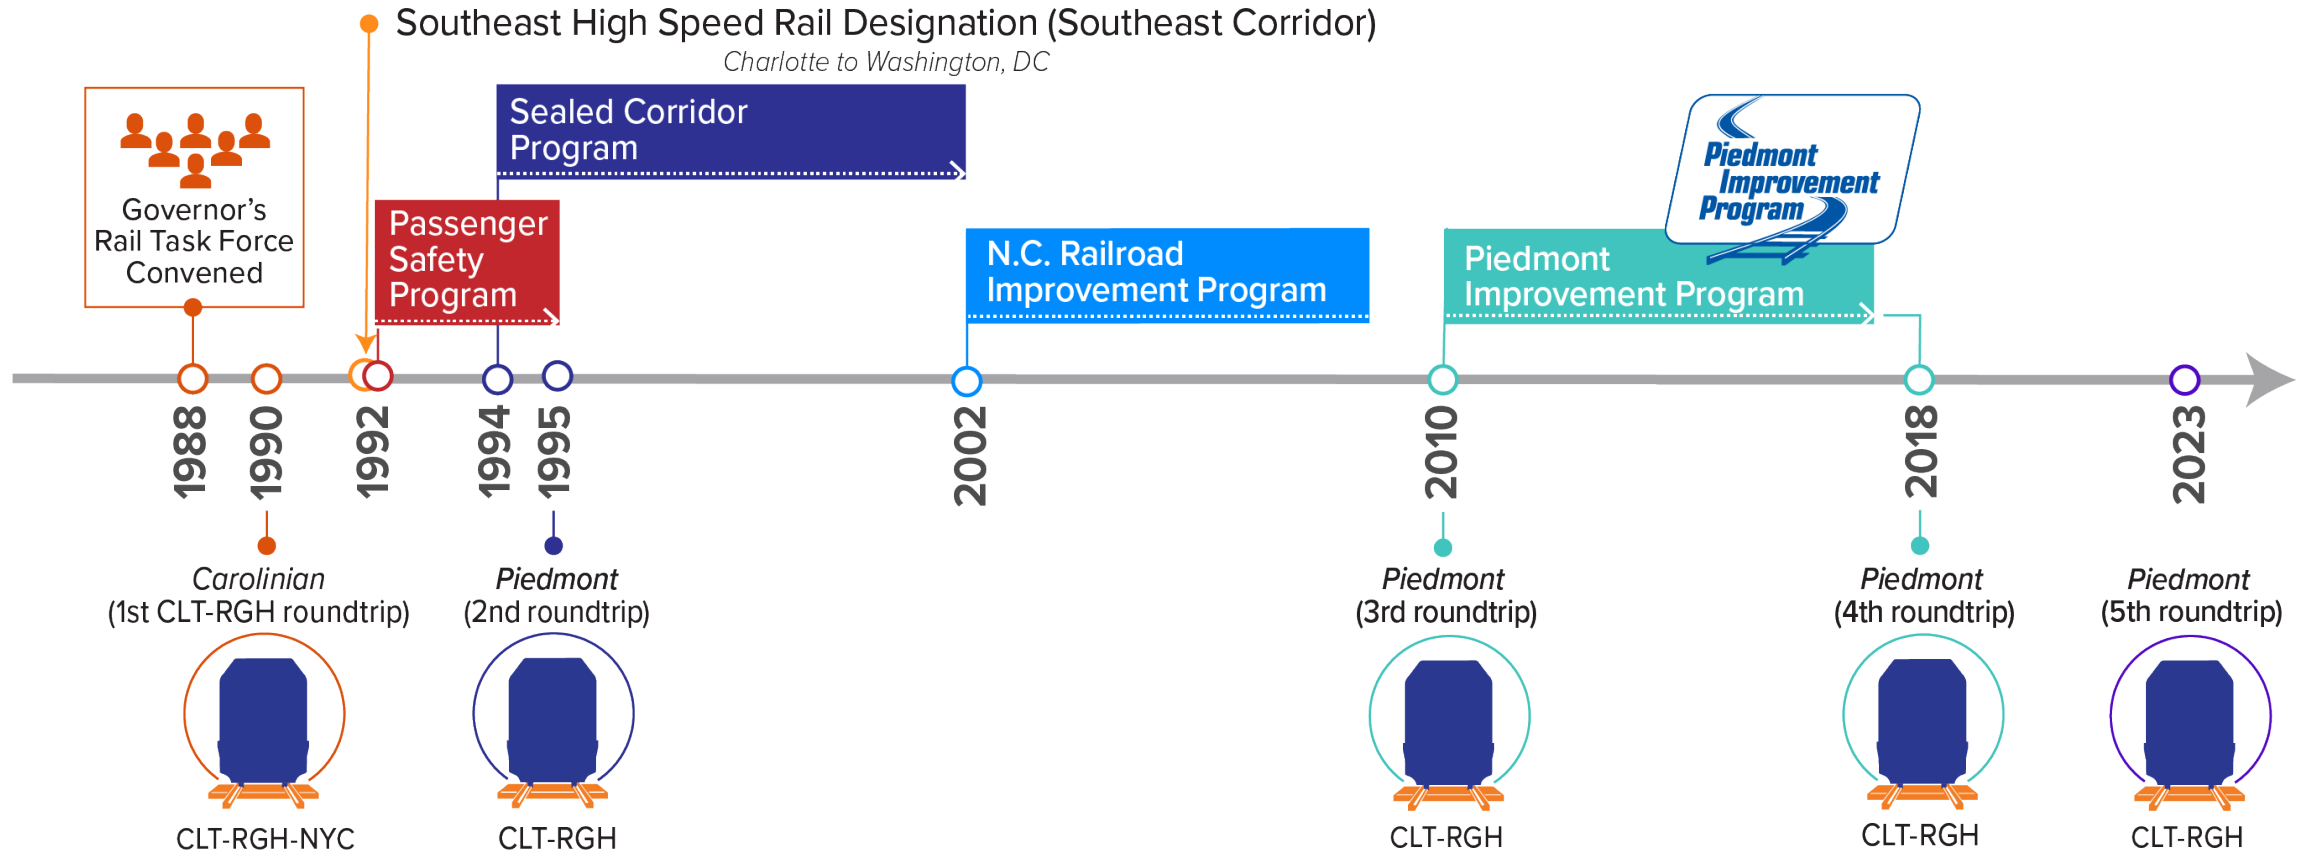 Southeast High Speed Rail Designation (Southeast Corridor)
Charlotte to Washington, DC
Governor's
Rail Task Force
Convened
Passenger
Safety
Program
Sealed Corridor
Program
N.C. Railroad
Improvement Program
Piedmont
Improvement Program
Piedmont
Improvement
Program
1988
1990
1992
1994
1995
2002
2010
2018
2023
Carolinian
(1st CLT-RGH roundtrip)
CLT-RGH-NYC
Piedmont
(2nd roundtrip)
CLT-RGH
Piedmont
(3rd roundtrip)
CLT-RGH
Piedmont
(4th roundtrip)
CLT-RGH
Piedmont
(5th roundtrip)
CLT-RGH